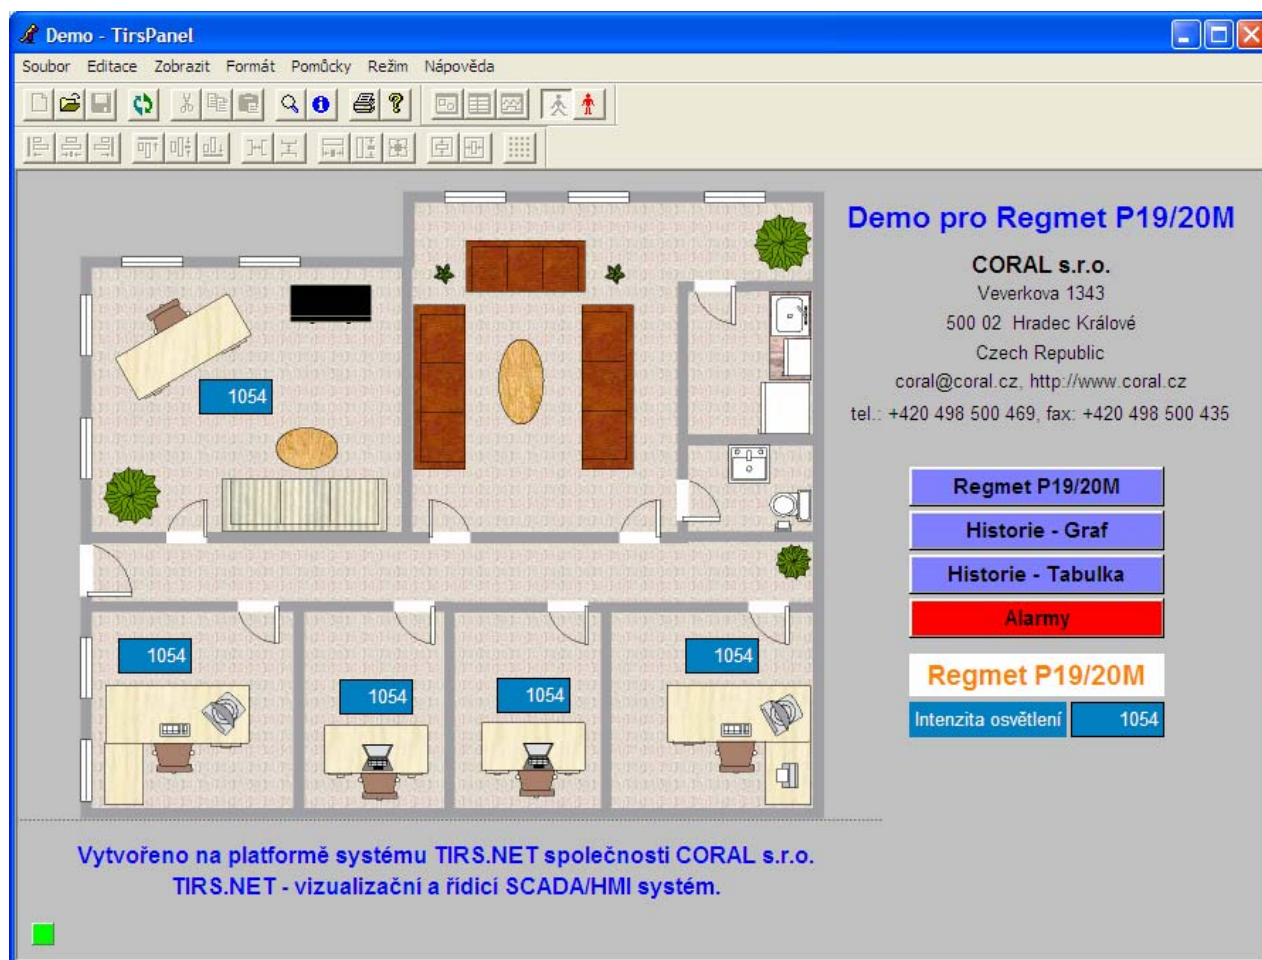 Demo - TirsPanel
Soubor Editace Zobrazit Formát Pomůcky Režim Nápověda
Demo pro Regmet P19/20M
CORAL s.r.o.
Veverkova 1343
500 02 Hradec Králové
Czech Republic
coral@coral.cz, http://www.coral.cz
tel.: +420 498 500 469, fax: +420 498 500 435
1054
Regmet P19/20M
Historie - Graf
Historie - Tabulka
Alarmy
1054
1054
1054
1054
Regmet P19/20M
Intenzita osvětlení 1054
Vytvořeno na platformě systému TIRS.NET společnosti CORAL s.r.o.
TIRS.NET - vizualizační a řídicí SCADA/HMI systém.